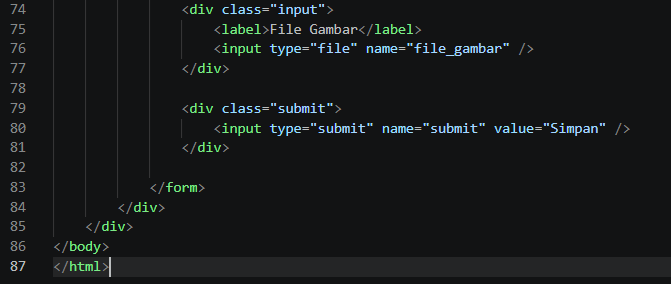 74 <div class="input">
75 <label>File Gambar</label>
76 <input type="file" name="file_gambar" />
77 </div>
78
79 <div class="submit">
80 <input type="submit" name="submit" value="Simpan" />
81 </div>
82
83 </form>
84 </div>
85 </div>
86 </body>
87 </html>